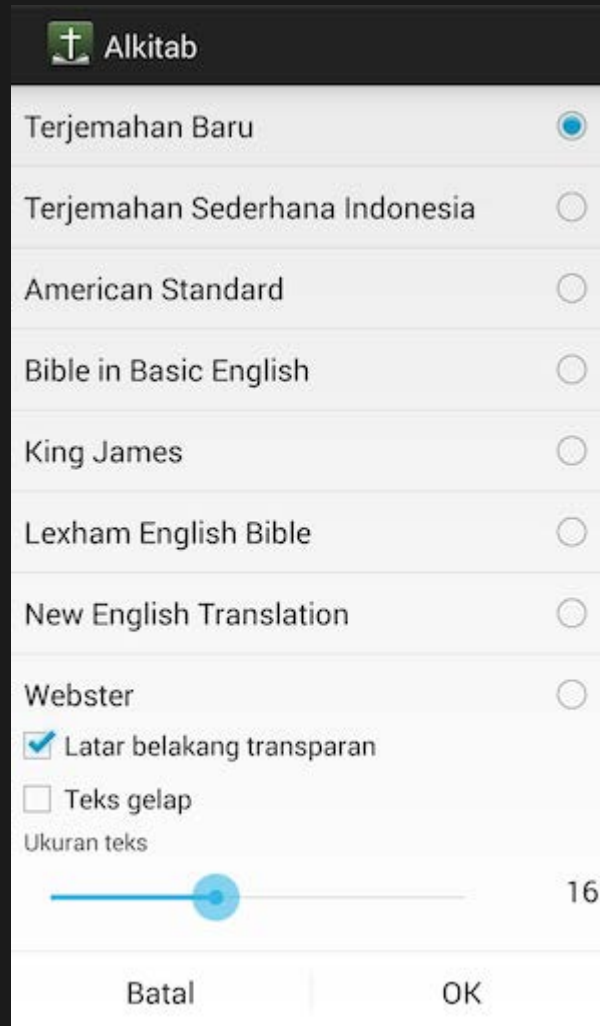 Alkitab
Terjemahan Baru
Terjemahan Sederhana Indonesia
American Standard
Bible in Basic English
King James
Lexham English Bible
New English Translation
Webster
Latar belakang transparan
Teks gelap
Ukuran teks
16
Batal OK